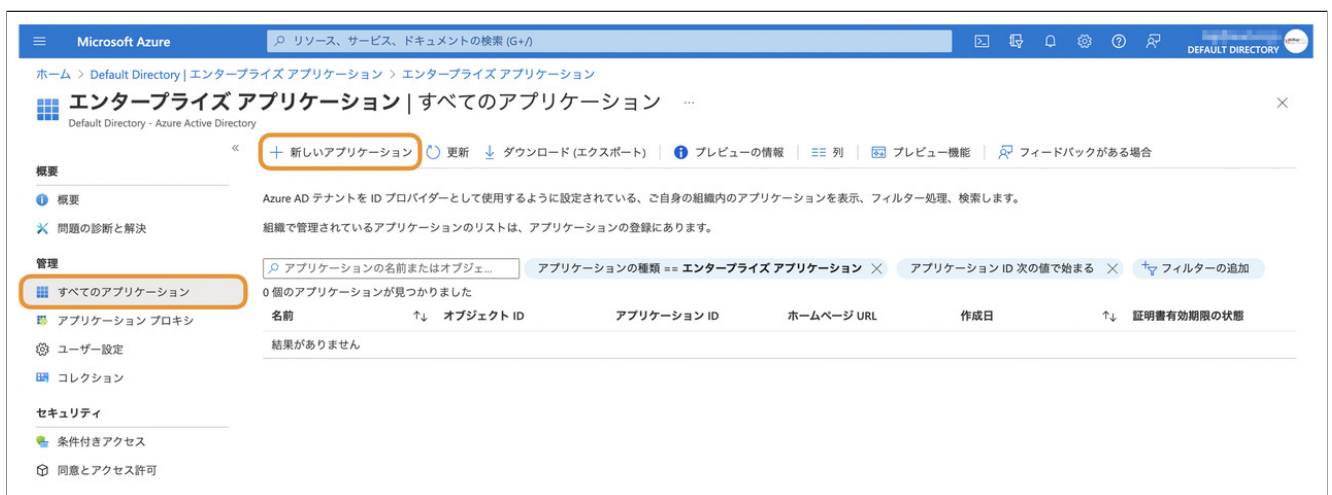 Microsoft Azure
リソース、サービス、ドキュメントの検索 (G+/)
DEFAULT DIRECTORY
ホーム > Default Directory | エンタープライズ アプリケーション > エンタープライズ アプリケーション
エンタープライズ アプリケーション | すべてのアプリケーション ...
Default Directory - Azure Active Directory
«
+ 新しいアプリケーション 更新 ダウンロード (エクスポート) プレビューの情報 列 プレビュー機能 フィードバックがある場合
概要
概要
問題の診断と解決
管理
すべてのアプリケーション
アプリケーション プロキシ
ユーザー設定
コレクション
セキュリティ
条件付きアクセス
同意とアクセス許可
Azure AD テナントを ID プロバイダーとして使用するように設定されている、ご自身の組織内のアプリケーションを表示、フィルター処理、検索します。
組織で管理されているアプリケーションのリストは、アプリケーションの登録にあります。
アプリケーションの名前またはオブジェ... アプリケーションの種類 == エンタープライズ アプリケーション アプリケーション ID 次の値で始まる フィルターの追加
0 個のアプリケーションが見つかりました
名前 ↑↓ オブジェクト ID アプリケーション ID ホームページ URL 作成日 ↑↓ 証明書有効期限の状態
結果がありません